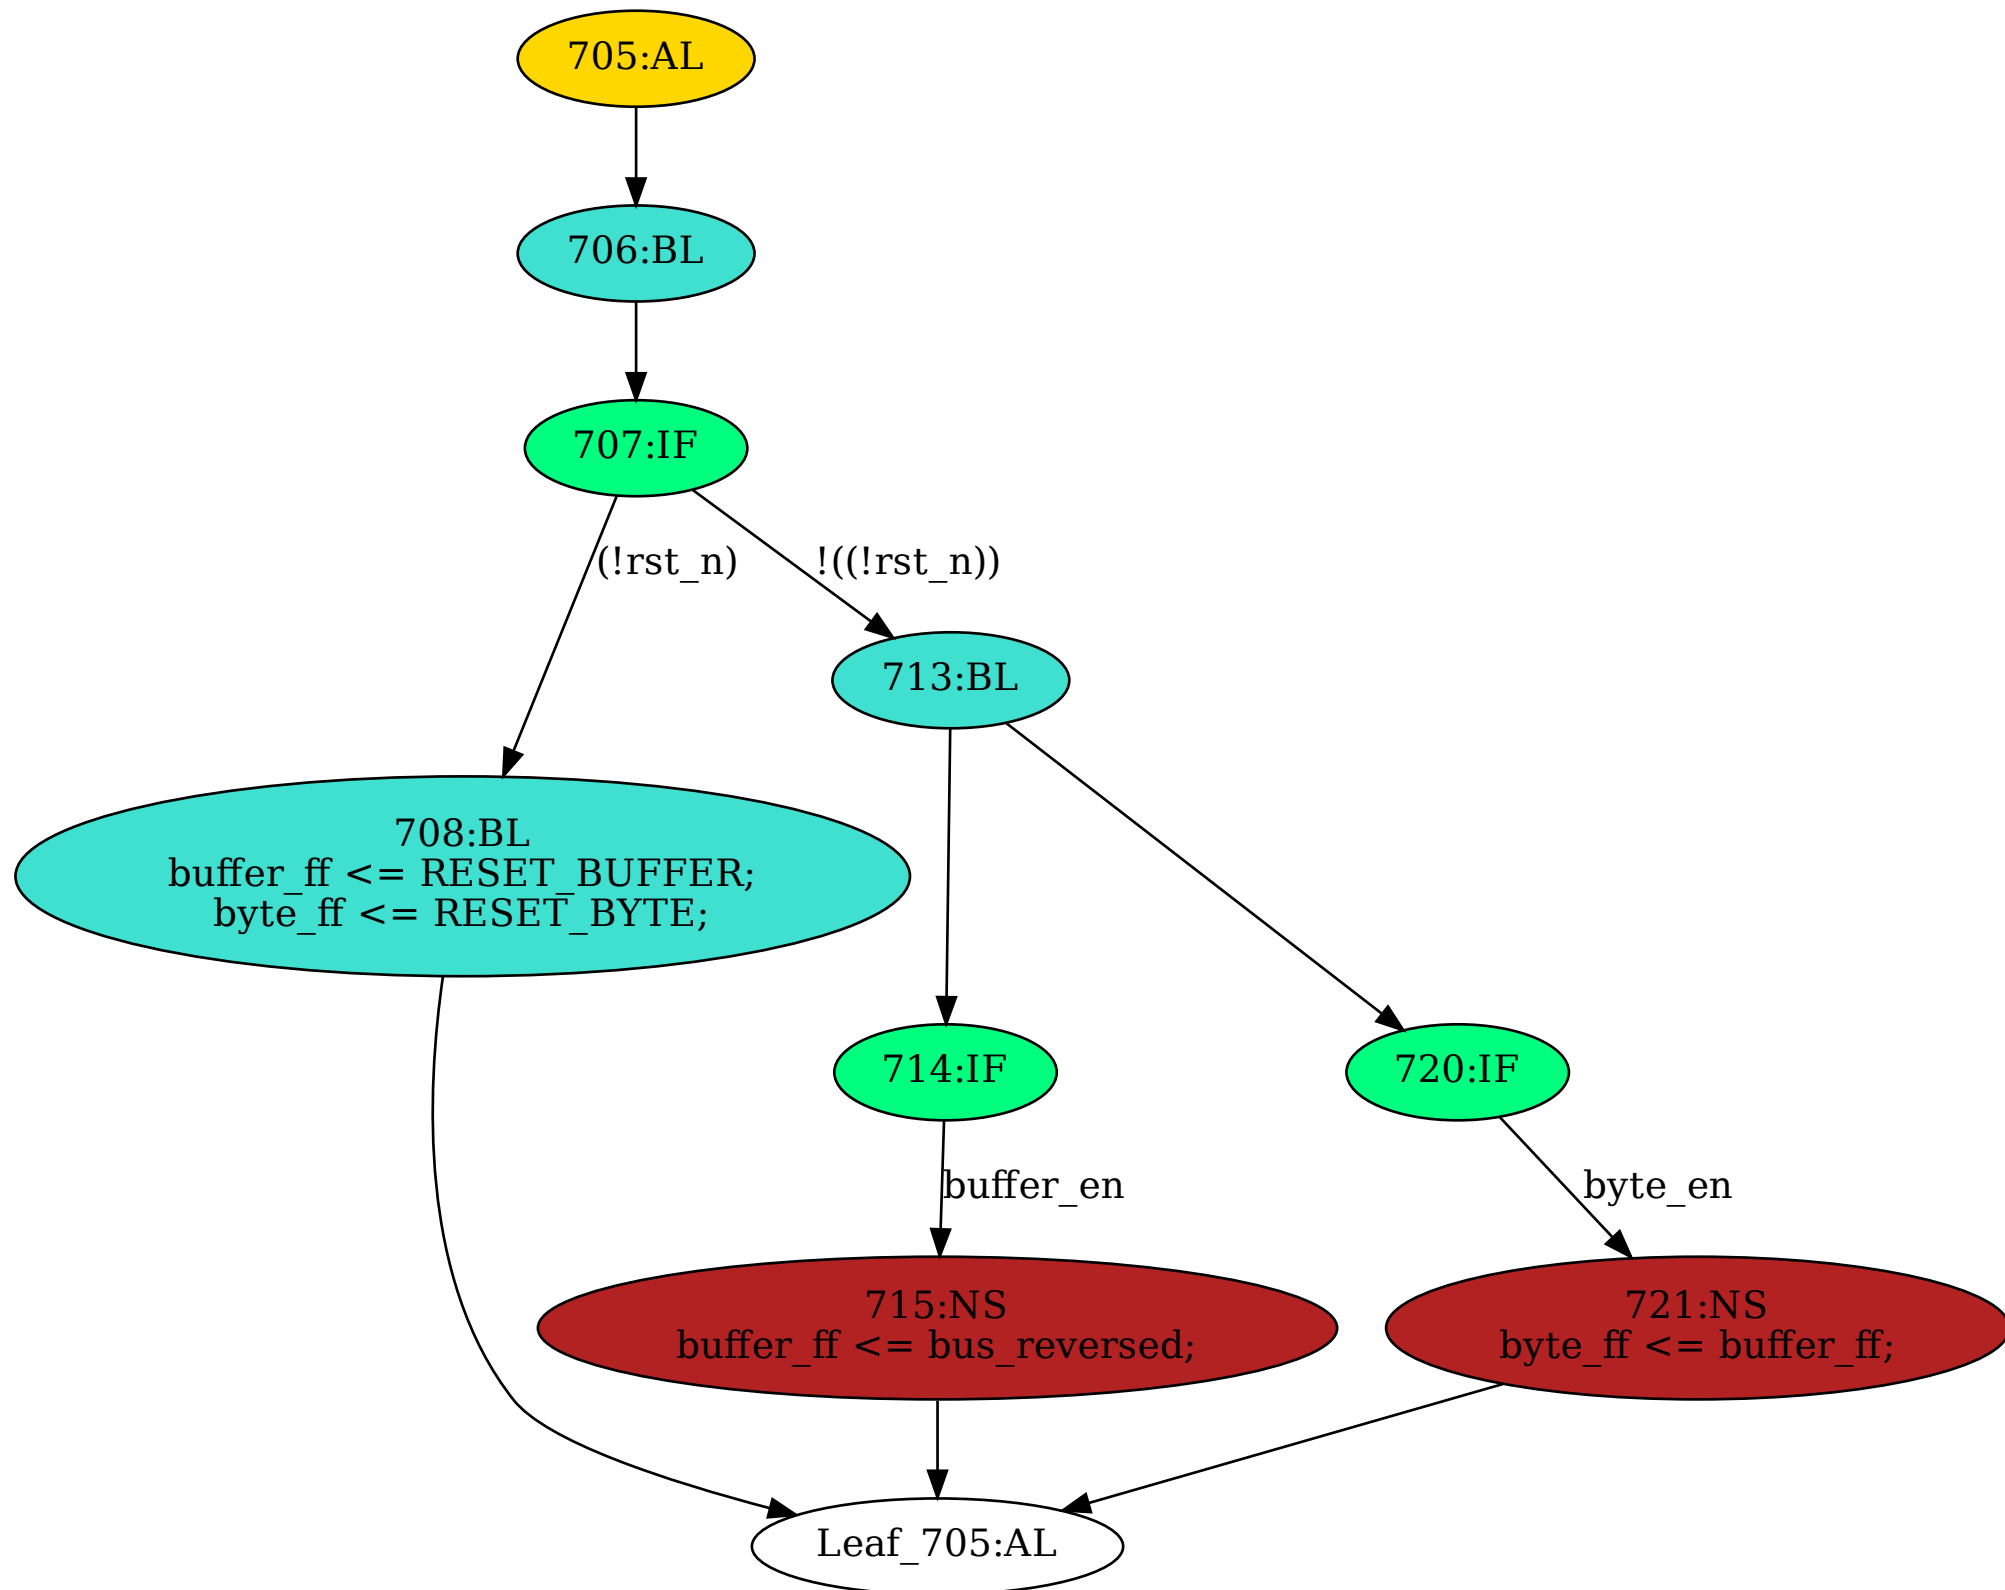 705:AL
706:BL
707:IF
(!rst_n)
!((!rst_n))
713:BL
708:BL
buffer_ff <= RESET_BUFFER;
byte_ff <= RESET_BYTE;
714:IF
720:IF
buffer_en
byte_en
715:NS
buffer_ff <= bus_reversed;
721:NS
byte_ff <= buffer_ff;
Leaf_705:AL